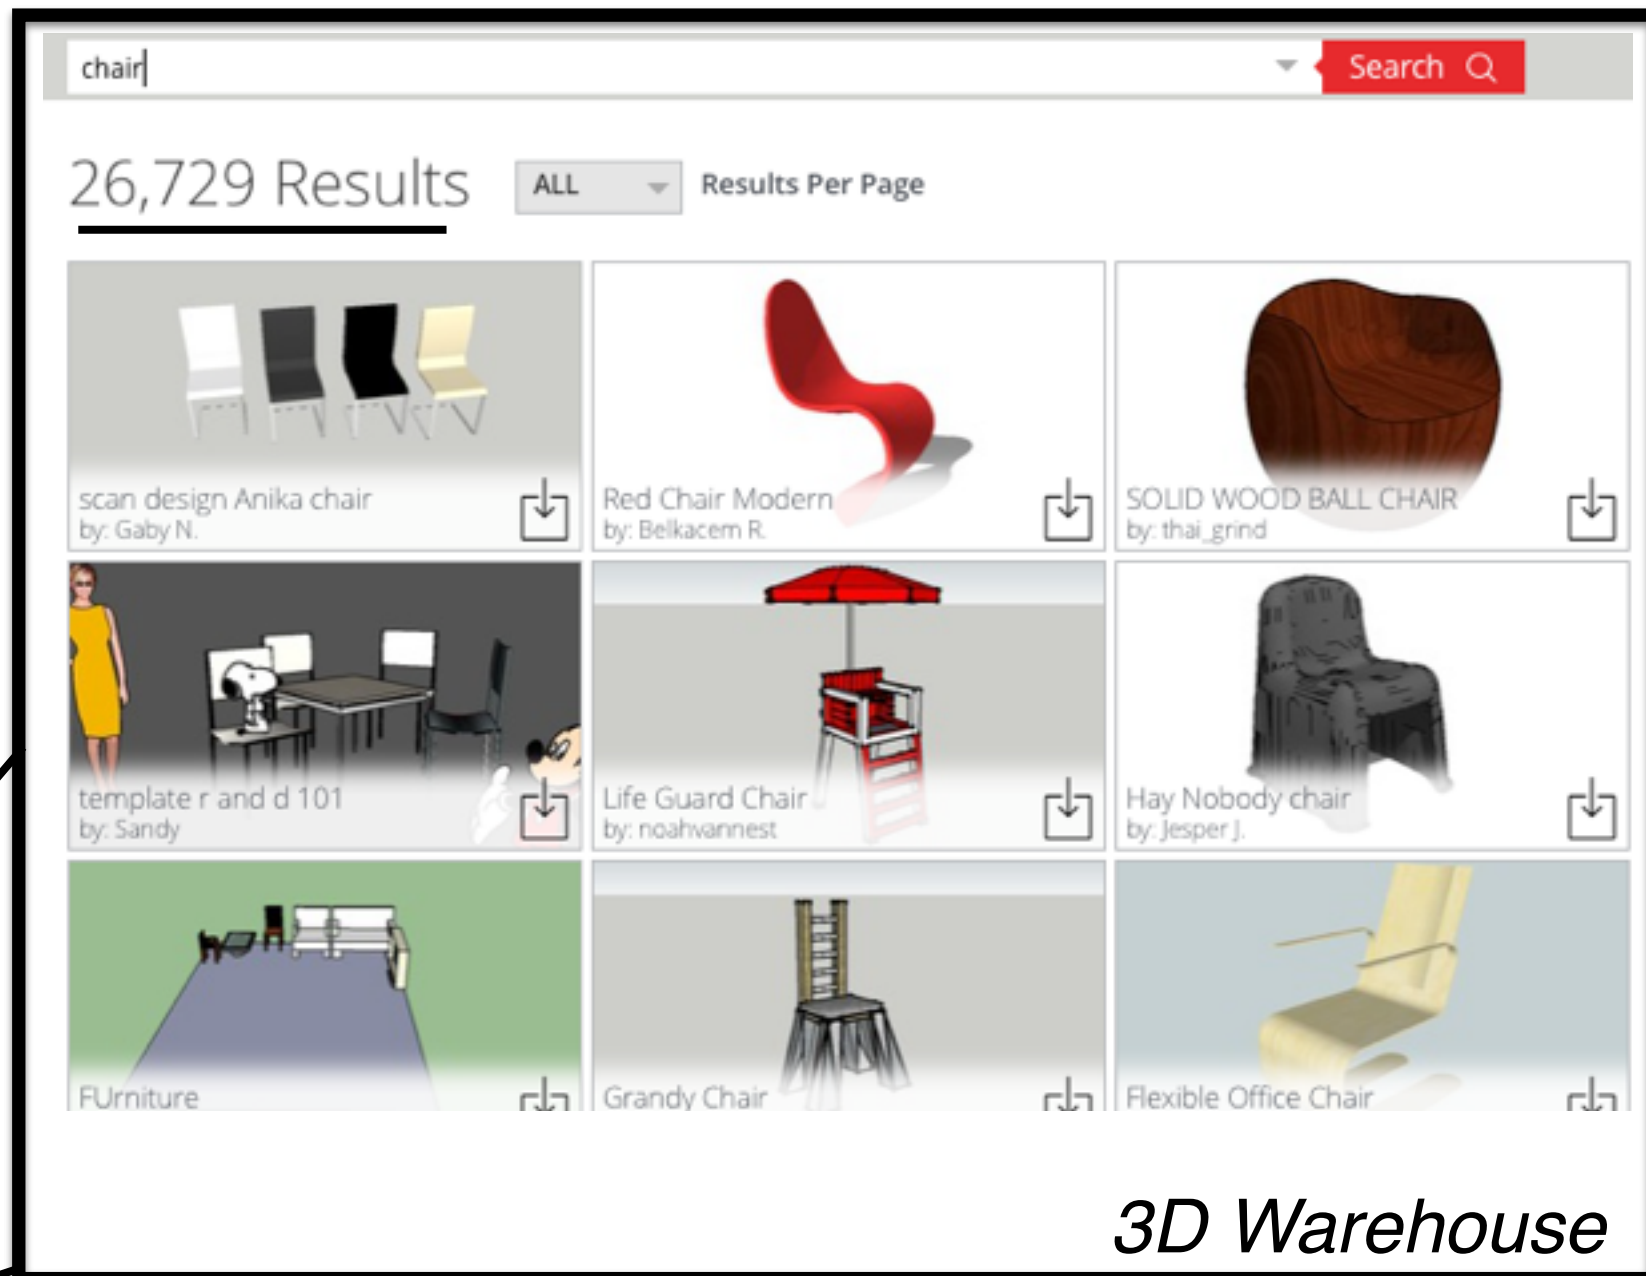 chair
Search
26,729 Results
ALL
Results Per Page
scan design Anika chair
by: Gaby N.
Red Chair Modern
by: Belkacem R.
SOLID WOOD BALL CHAIR
by: thai_grind
template r and d 101
by: Sandy
Life Guard Chair
by: noahvannest
Hay Nobody chair
by: Jesper J.
FUrniture
Grandy Chair
Flexible Office Chair
3D Warehouse